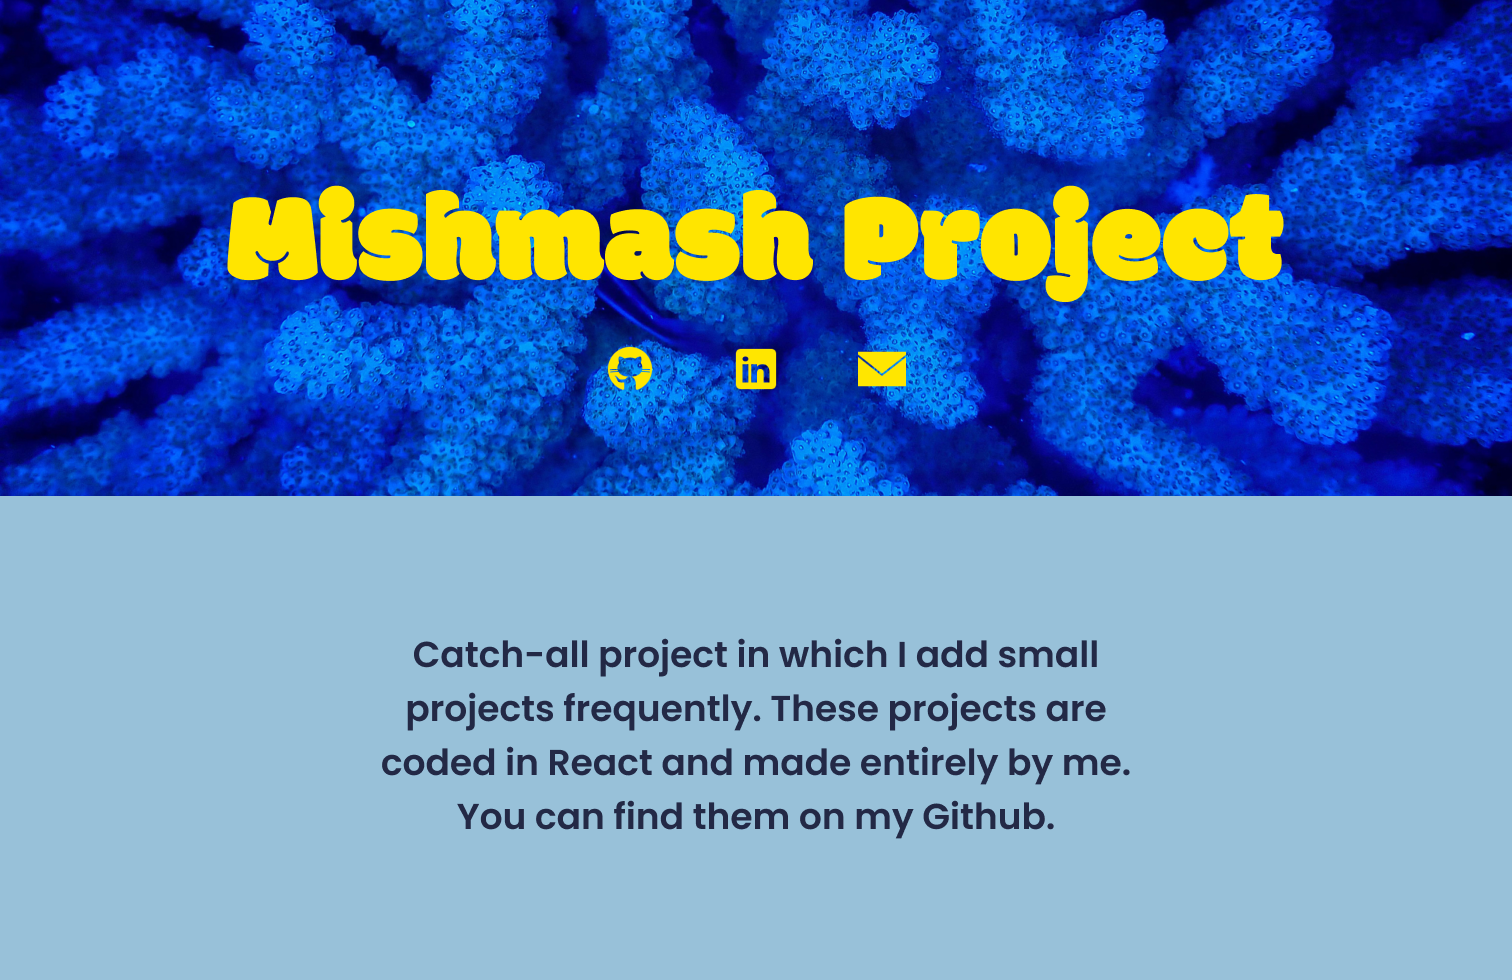 Mishmash Project
in
Catch-all project in which I add small
projects frequently. These projects are
coded in React and made entirely by me.
You can find them on my Github.